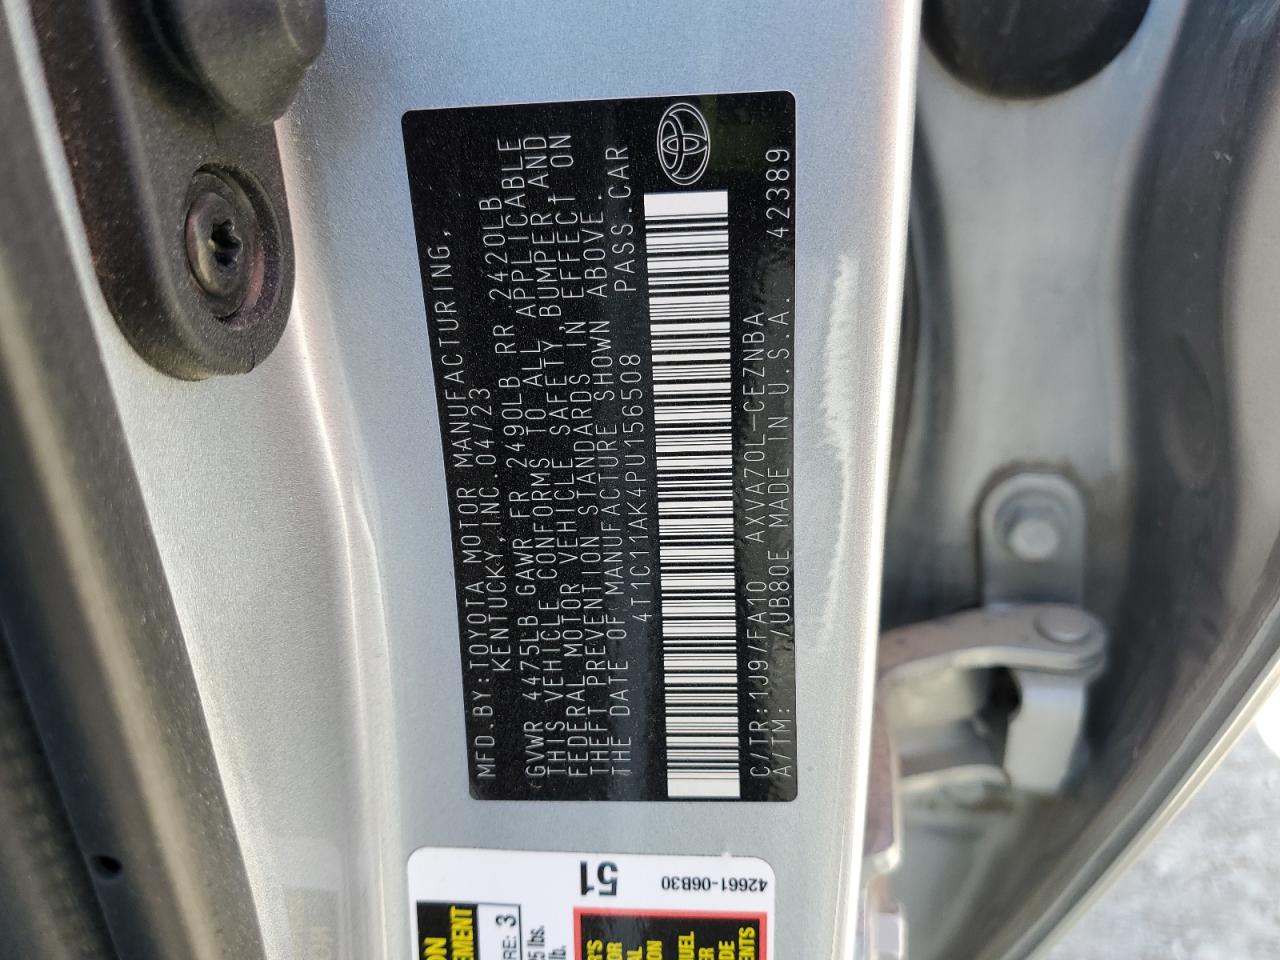 MFD.BY:TOYOTA MOTOR MANUFACTURING,
KENTUCKY,INC.04/23
GVWR 4475LB GAWR FR 2490LB RR 2420LB
THIS VEHICLE CONFORMS TO ALL APPLICABLE
FEDERAL MOTOR VEHICLE SAFETY,BUMPER,AND
THEFT PREVENTION STANDARDS IN EFFECT ON
THE DATE OF MANUFACTURE SHOWN ABOVE.
4T1C11AK4PU156508 PASS.CAR
C/TR:1J9/FA10 AXVA70L-CEZNBA
A/TM: /UB80E MADE IN U.S.A. 42389
51
42661-06B30